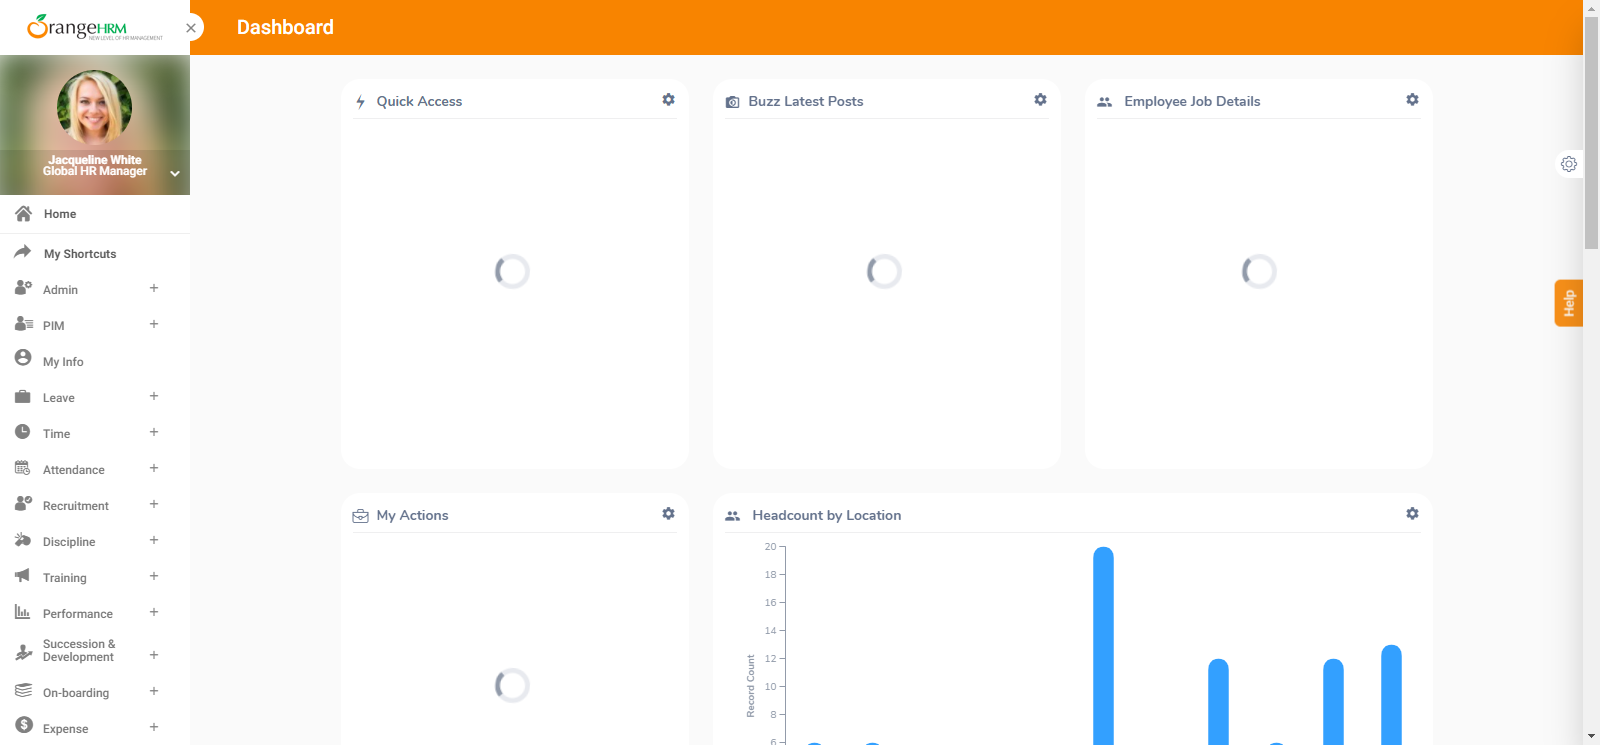 OrangeHRM
NEW LEVEL OF HR MANAGEMENT
Dashboard
Jacqueline White
Global HR Manager
Home
My Shortcuts
Admin
PIM
My Info
Leave
Time
Attendance
Recruitment
Discipline
Training
Performance
Succession &
Development
On-boarding
Expense
Quick Access
Buzz Latest Posts
Employee Job Details
Help
My Actions
Headcount by Location
20
18
16
14
12
10
8
6
Record Count